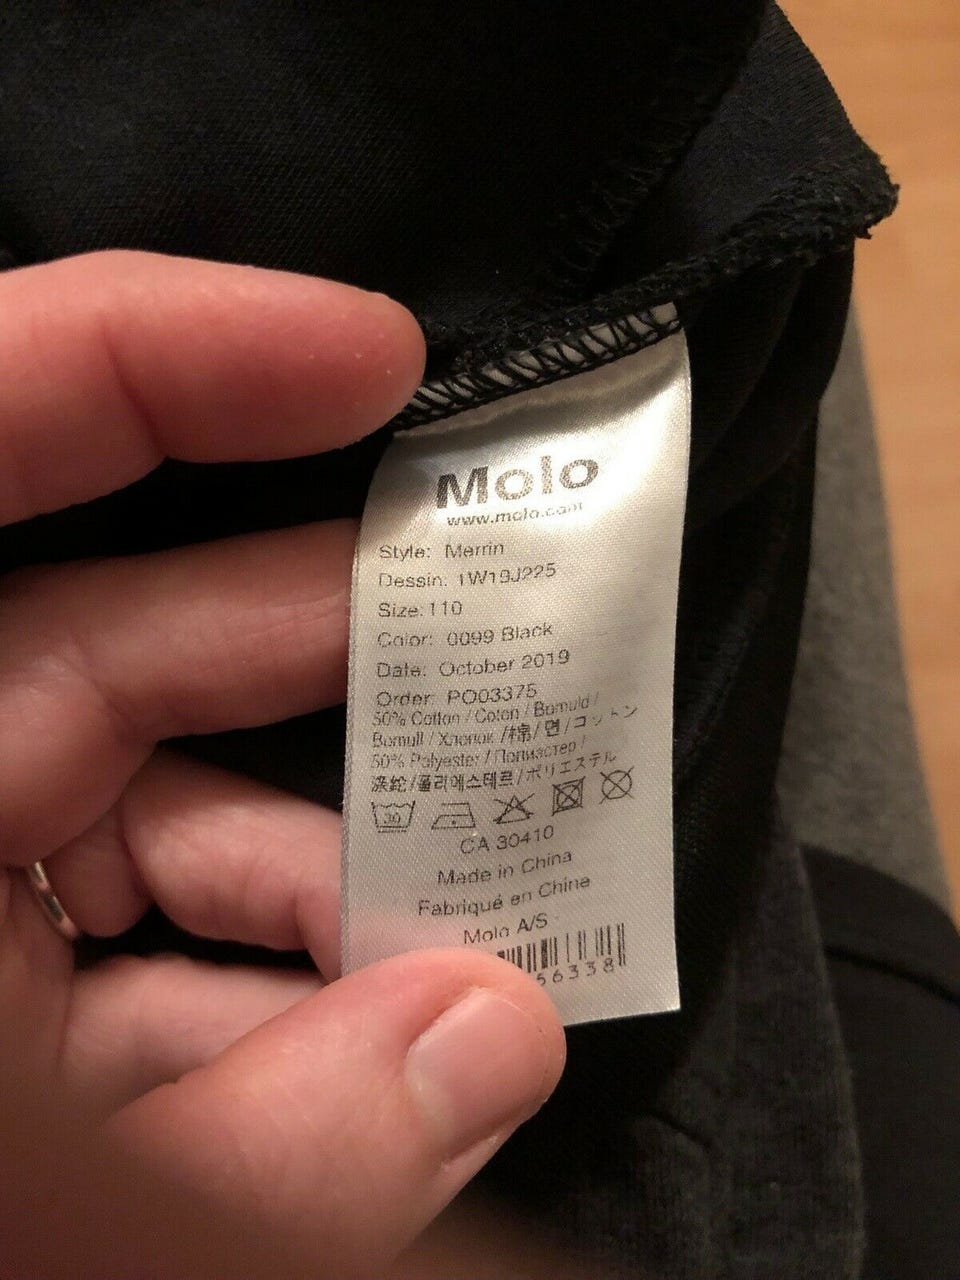 Molo
www.molo.com
Style: Merrin
Dessin: 1W19J225
Size: 110
Color: 0099 Black
Date: October 2019
Order: PO03375
50% Cotton / Coton / Bomuld /
Bomull / Хлопок / 棉 / 면 / コットン
50% Polyester / Полиэстер /
涤纶 / 폴리에스테르 / ポリエステル
30
CA 30410
Made in China
Fabriqué en Chine
Molo A/S
56338